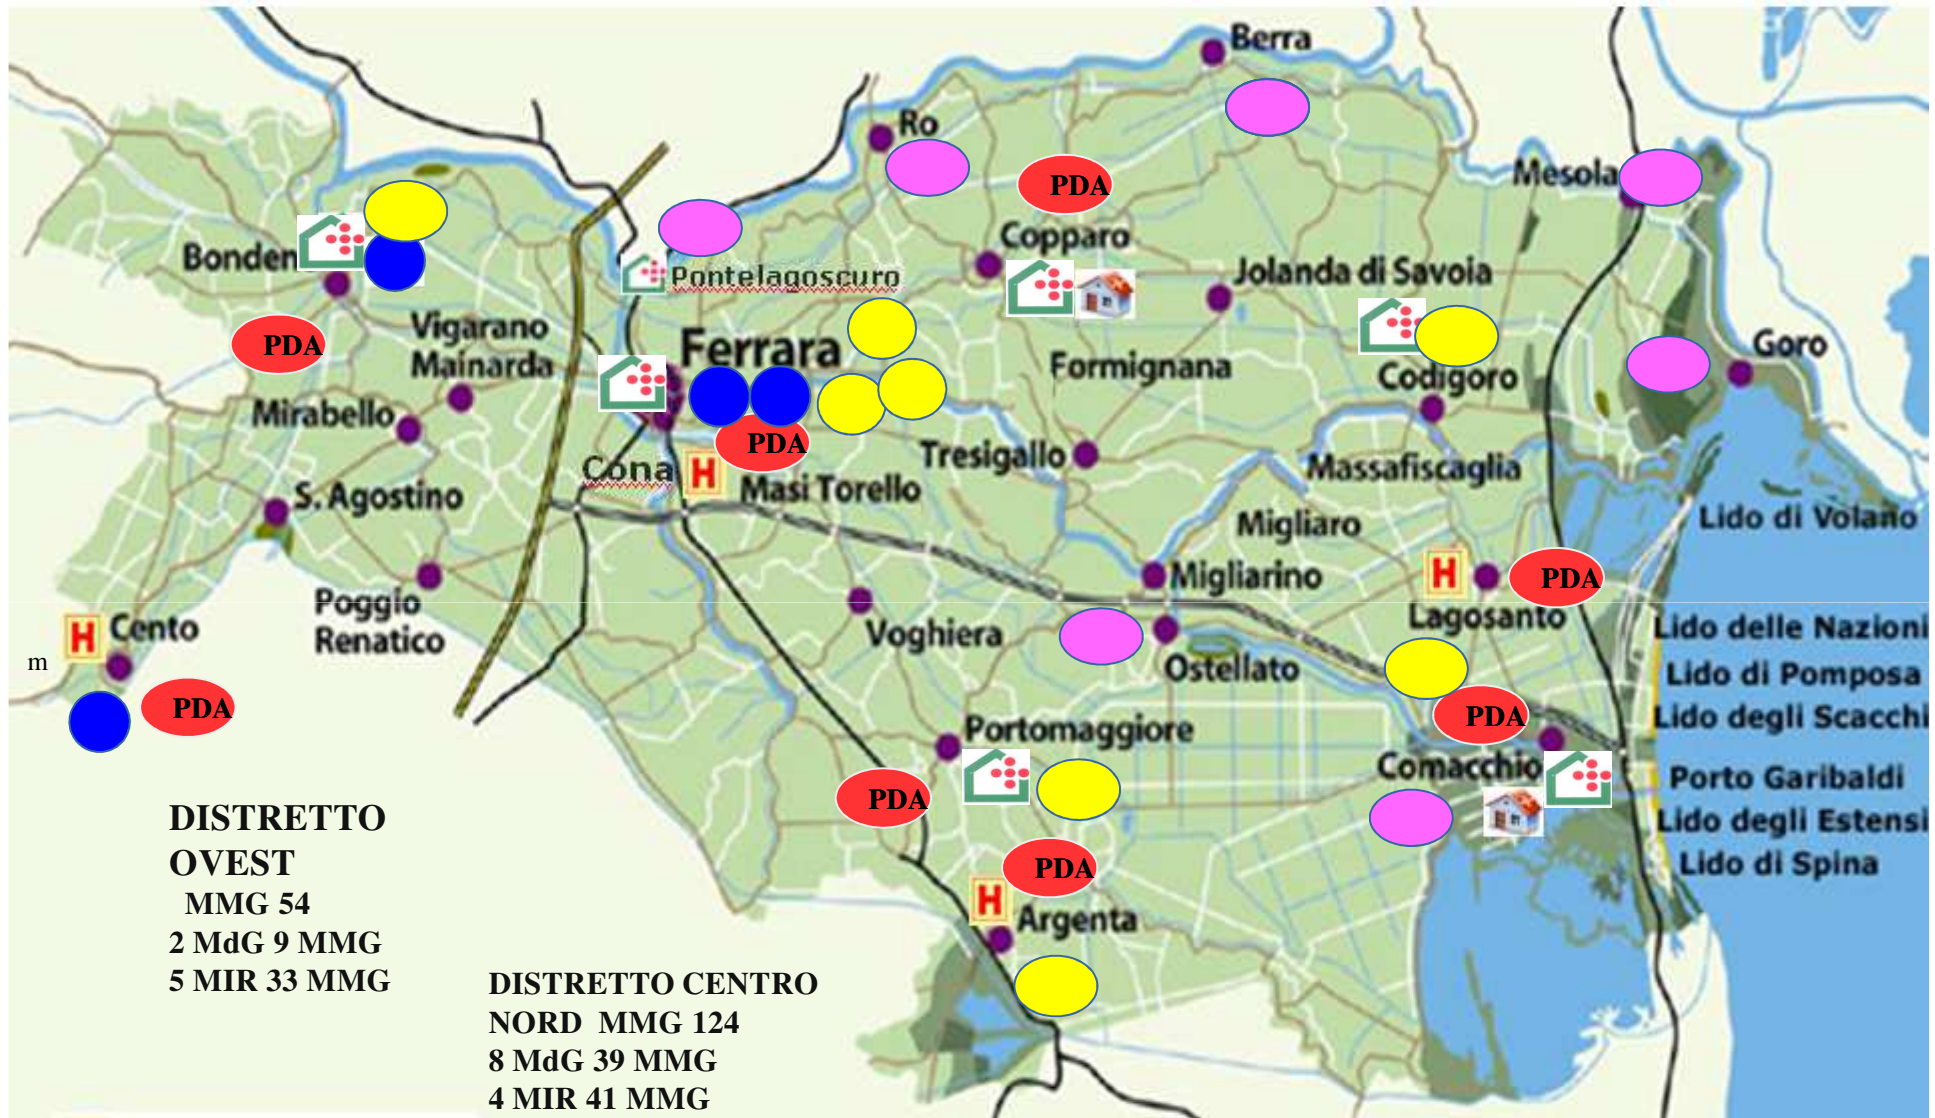 Berra
Ro
PDA
Mesola
Copparo
Bonden
Pontelagoscuro
Jolanda di Savoia
Vigarano
Mainarda
PDA
Ferrara
Goro
Formignana
Codigoro
Mirabello
PDA
Tresigallo
Cona
H
Massafiscaglia
Masi Torello
S. Agostino
Lido di Volano
Migliaro
H
Migliarino
PDA
Poggio
Renatico
Lagosanto
H
Cento
Voghiera
Lido delle Nazioni
m
Ostellato
Lido di Pomposa
PDA
PDA
Lido degli Scacchi
Portomaggiore
Comacchio
Porto Garibaldi
PDA
Lido degli Estensi
Lido di Spina
PDA
H
Argenta
DISTRETTO
OVEST
MMG 54
2 MdG 9 MMG
5 MIR 33 MMG
DISTRETTO CENTRO
NORD MMG 124
8 MdG 39 MMG
4 MIR 41 MMG